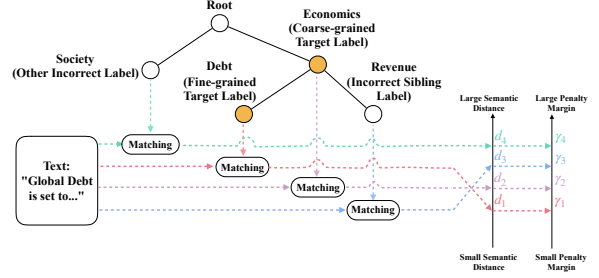 Root
Economics
(Coarse-grained
Target Label)
Society
(Other Incorrect Label)
Debt
(Fine-grained
Target Label)
Revenue
(Incorrect Sibling
Label)
Large Semantic
Distance
Large Penalty
Margin
Text:
"Global Debt
is set to..."
Matching
Matching
Matching
Matching
d₄
d₃
d₂
d₁
γ₄
γ₃
γ₂
γ₁
Small Semantic
Distance
Small Penalty
Margin